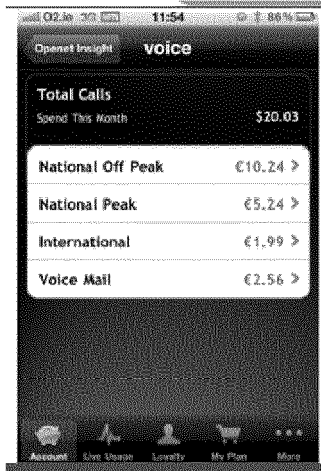 O2.ie 3G 11:54 86%
Openet Insight voice
Total Calls
Spend This Month $20.03
National Off Peak €10.24 >
National Peak €5.24 >
International €1.99 >
Voice Mail €2.56 >
Account Live Usage Loyalty My Plan More